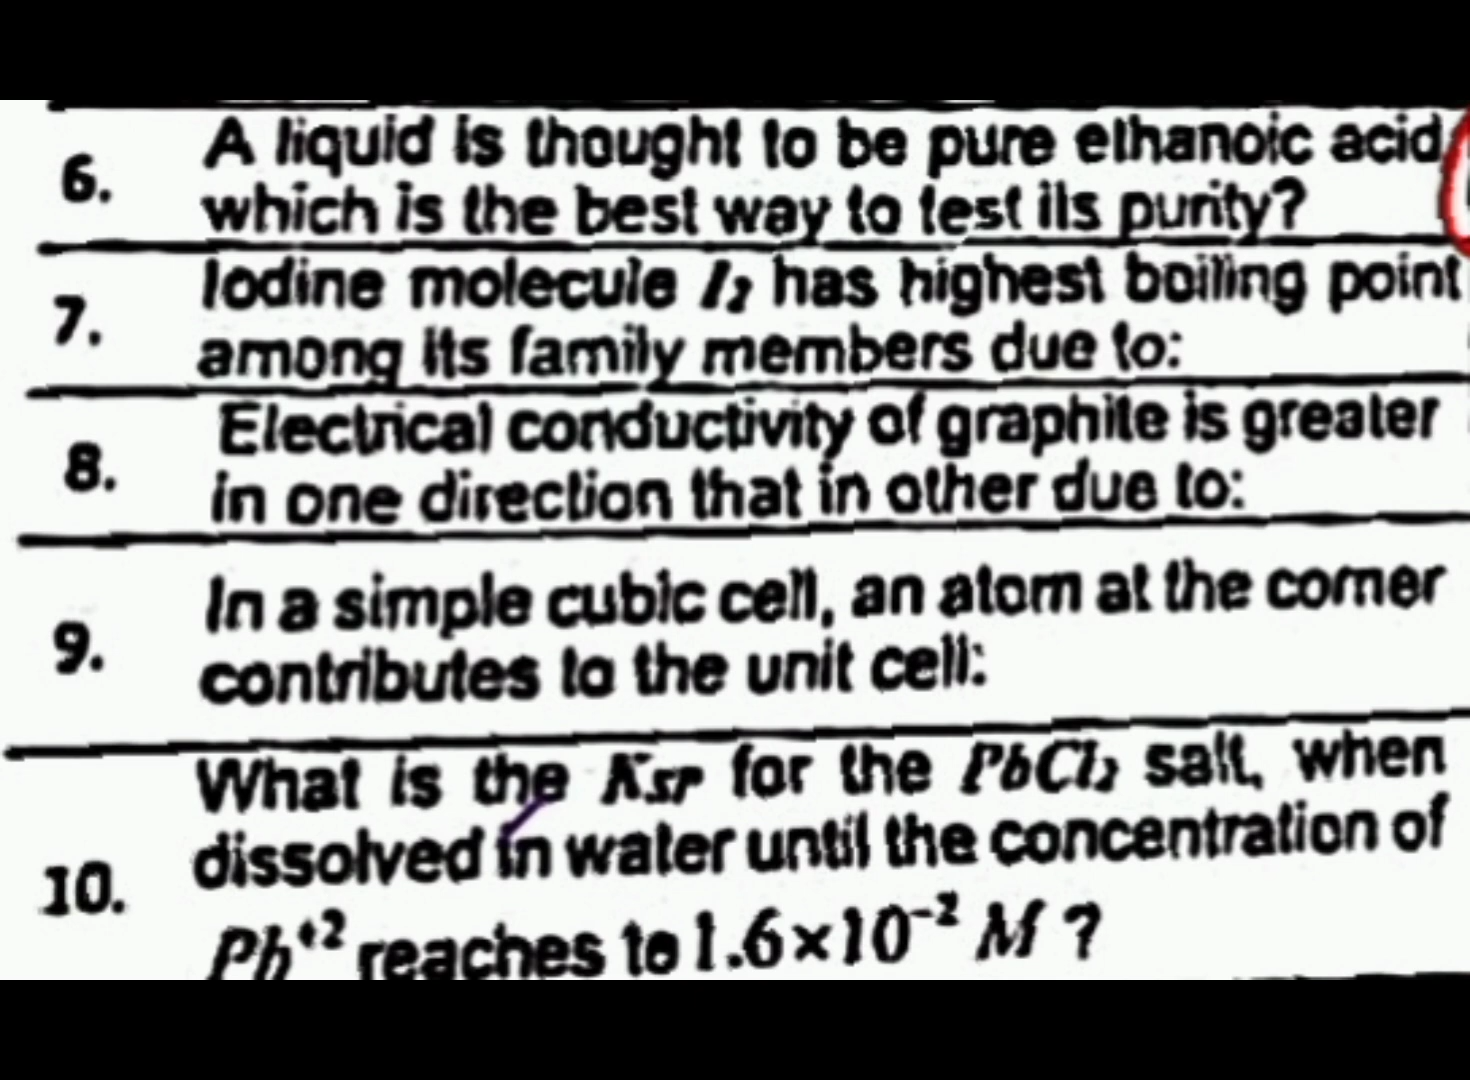 6. A liquid is thought to be pure ethanoic acid
which is the best way to test its purity?
7. Iodine molecule I₂ has highest boiling point
among its family members due to:
8. Electrical conductivity of graphite is greater
in one direction that in other due to:
9. In a simple cubic cell, an atom at the corner
contributes to the unit cell:
10. What is the Ksp for the PbCl₂ salt, when
dissolved in water until the concentration of
Pb⁺² reaches to 1.6×10⁻² M ?